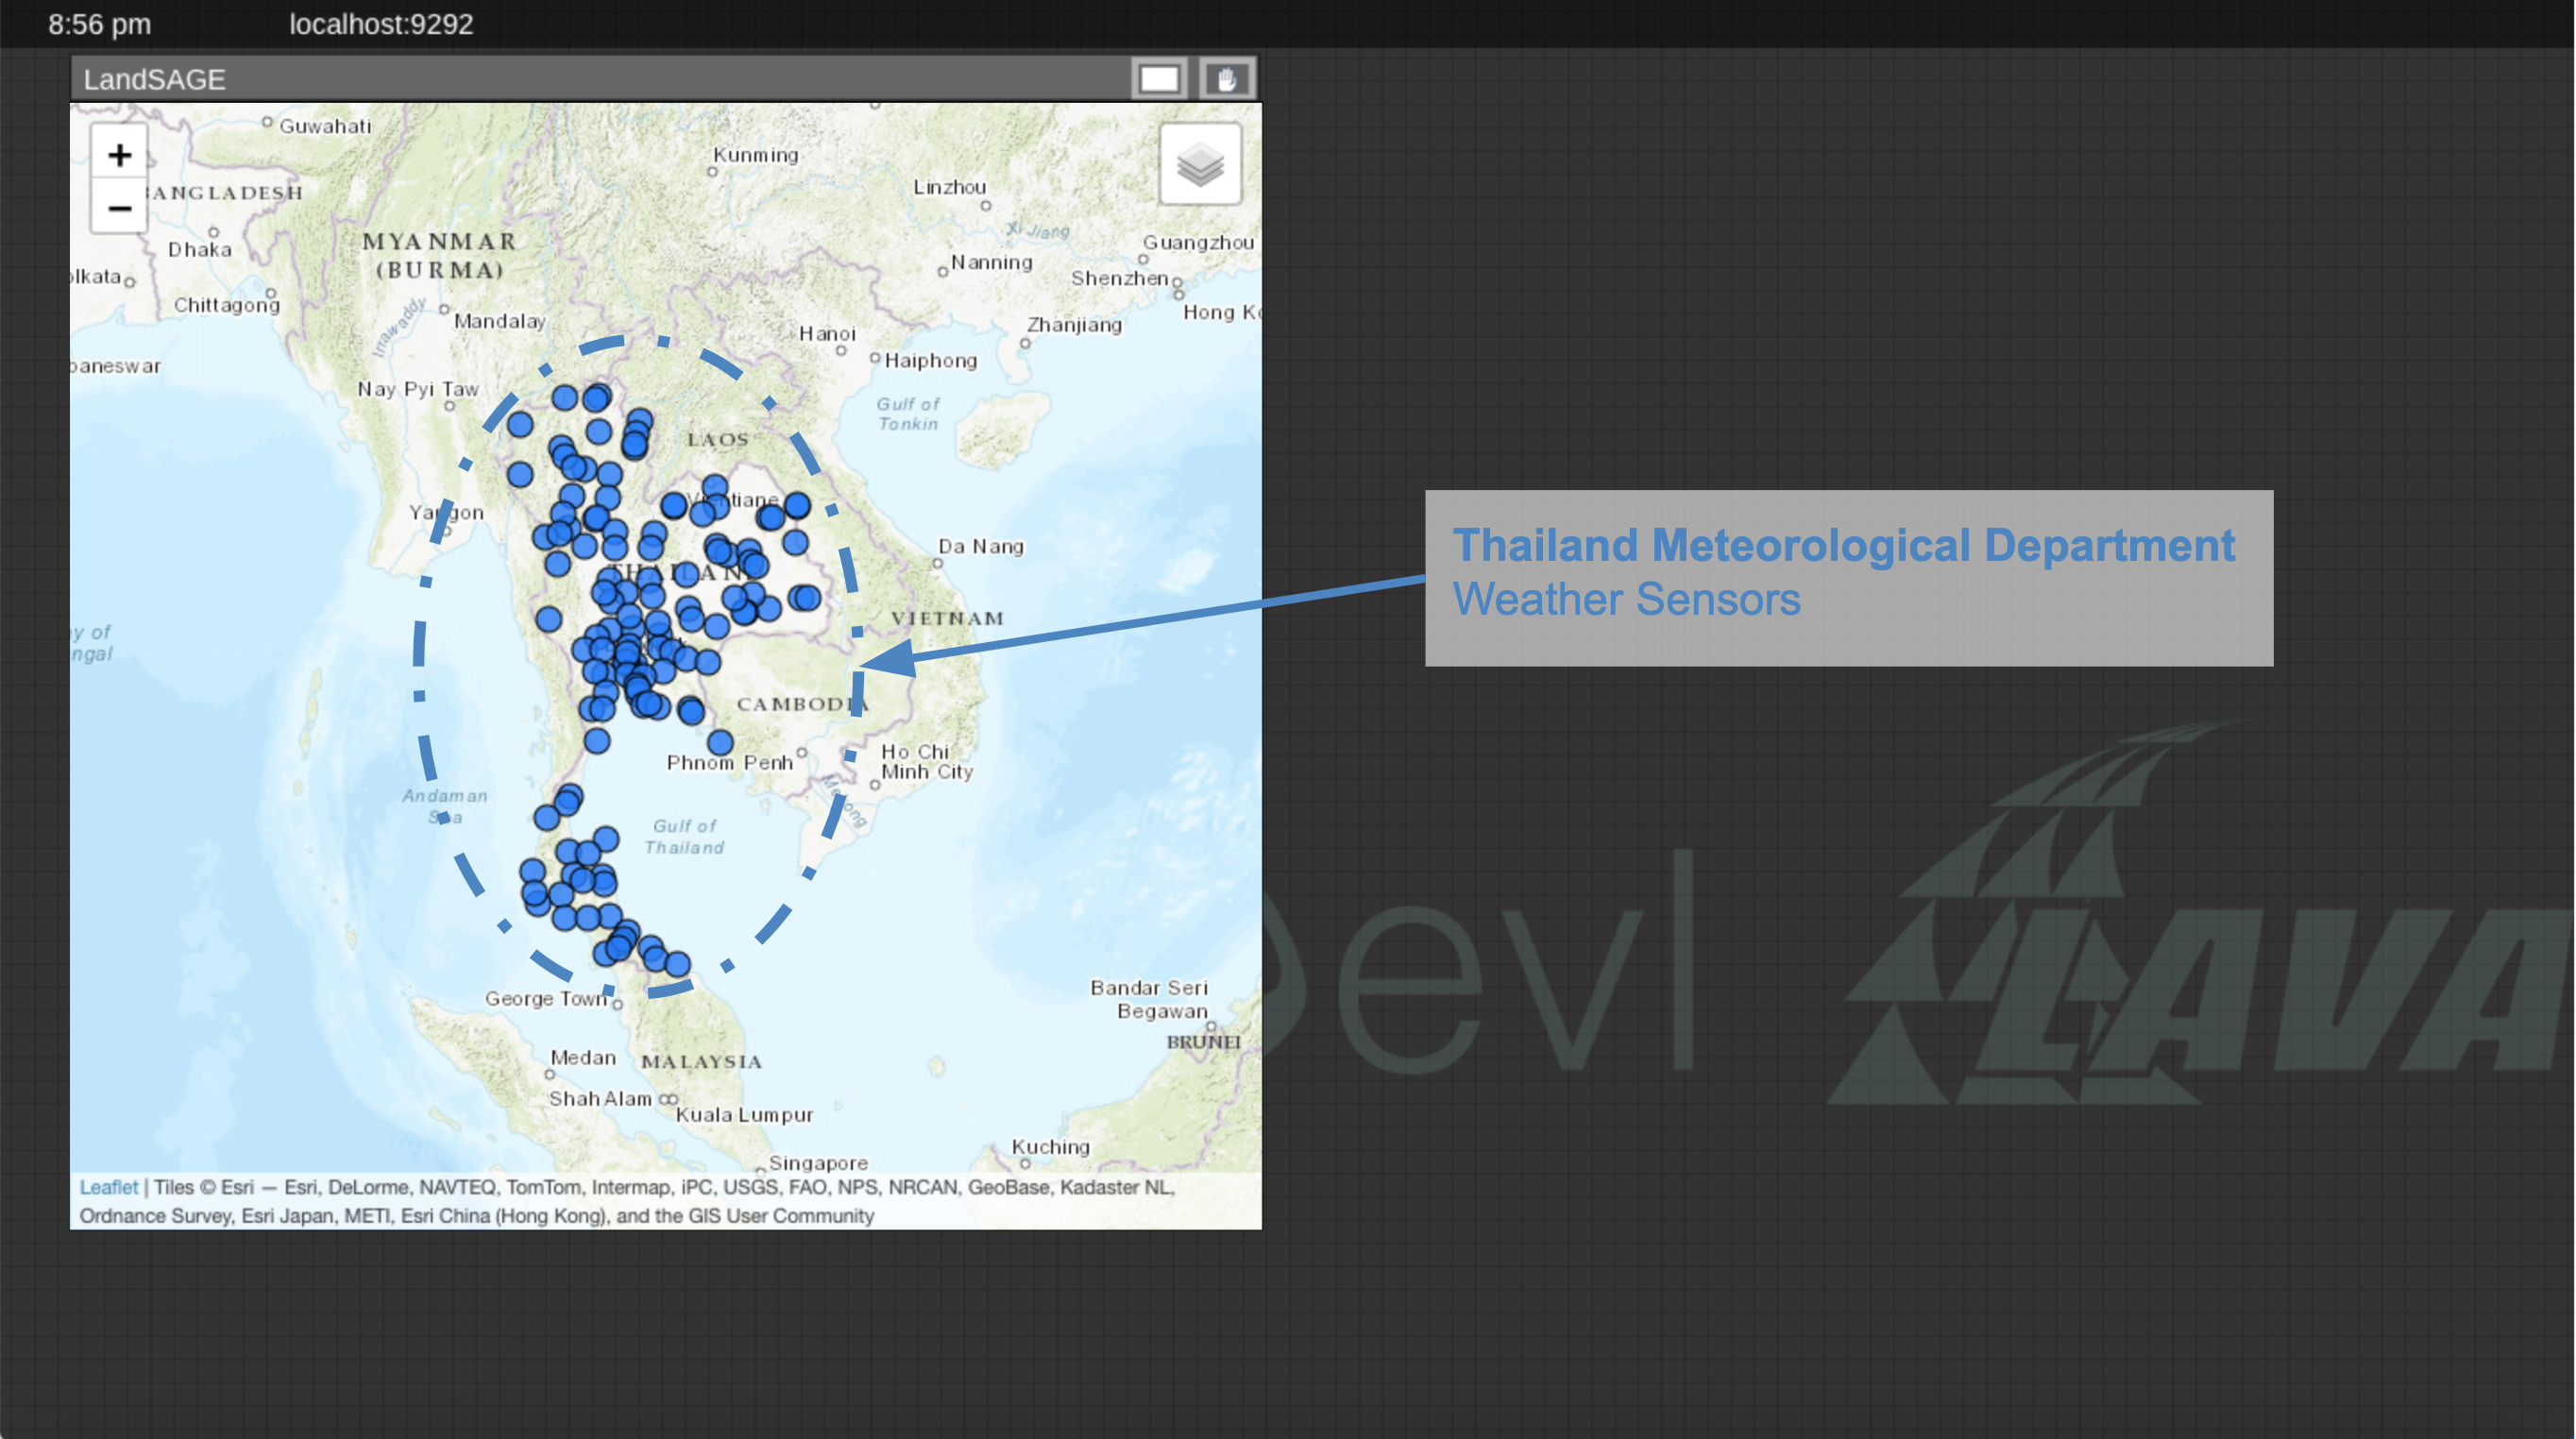 8:56 pm
localhost:9292
LandSAGE
+
−
Guwahati
Kunming
Linzhou
ANGLADESH
Xi Jiang
Dhaka
MYANMAR
(BURMA)
Guangzhou
Nanning
olkata
Shenzhen
Chittagong
Irrawaddy
Mandalay
Hong Ko
Hanoi
Zhanjiang
Haiphong
baneswar
Nay Pyi Taw
Gulf of
Tonkin
LAOS
Yangon
Da Nang
THAILAND
VIETNAM
y of
ngal
CAMBODIA
Phnom Penh
Ho Chi
Minh City
Mekong
Andaman
Sea
Gulf of
Thailand
George Town
Bandar Seri
Begawan
BRUNEI
Medan
MALAYSIA
Shah Alam
Kuala Lumpur
Kuching
Singapore
Leaflet | Tiles © Esri — Esri, DeLorme, NAVTEQ, TomTom, Intermap, iPC, USGS, FAO, NPS, NRCAN, GeoBase, Kadaster NL,
Ordnance Survey, Esri Japan, METI, Esri China (Hong Kong), and the GIS User Community
Thailand Meteorological Department
Weather Sensors
evl
LAVA